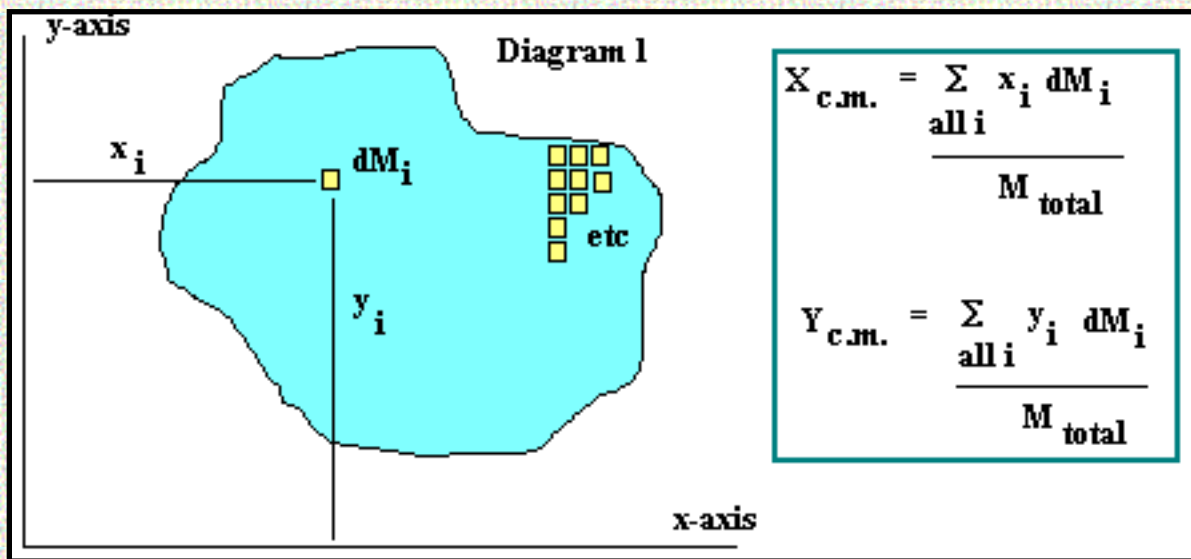 y-axis
Diagram 1
x i
dM i
etc
y i
x-axis
X c.m. = Σ x i dM i
all i
M total
Y c.m. = Σ y i dM i
all i
M total